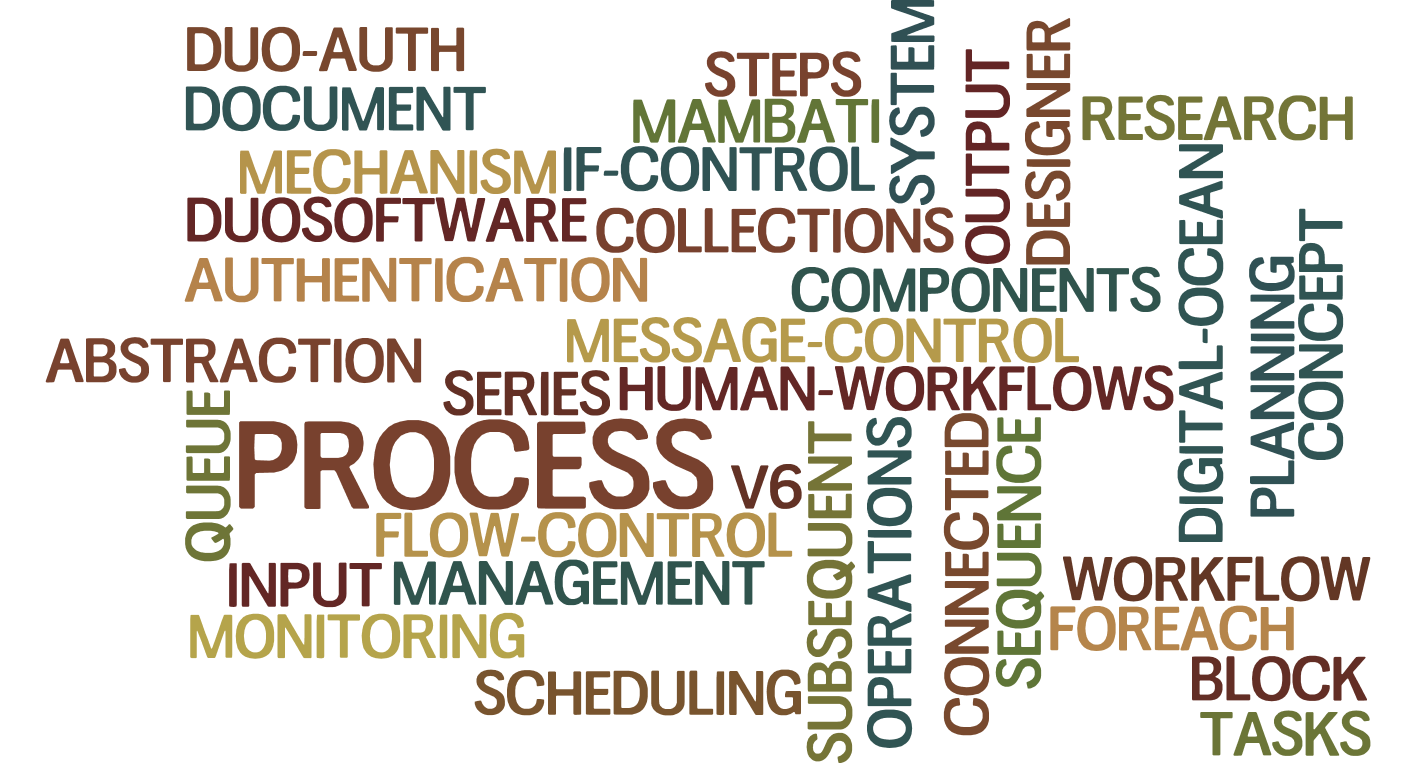 DUO-AUTH
DOCUMENT
STEPS
MAMBATI
SYSTEM
OUTPUT
DESIGNER
RESEARCH
MECHANISM
IF-CONTROL
DUOSOFTWARE
COLLECTIONS
AUTHENTICATION
COMPONENTS
DIGITAL-OCEAN
PLANNING
CONCEPT
MESSAGE-CONTROL
ABSTRACTION
SERIES
HUMAN-WORKFLOWS
QUEUE
PROCESS
V6
SUBSEQUENT
OPERATIONS
CONNECTED
SEQUENCE
FLOW-CONTROL
INPUT
MANAGEMENT
WORKFLOW
MONITORING
FOREACH
SCHEDULING
BLOCK
TASKS